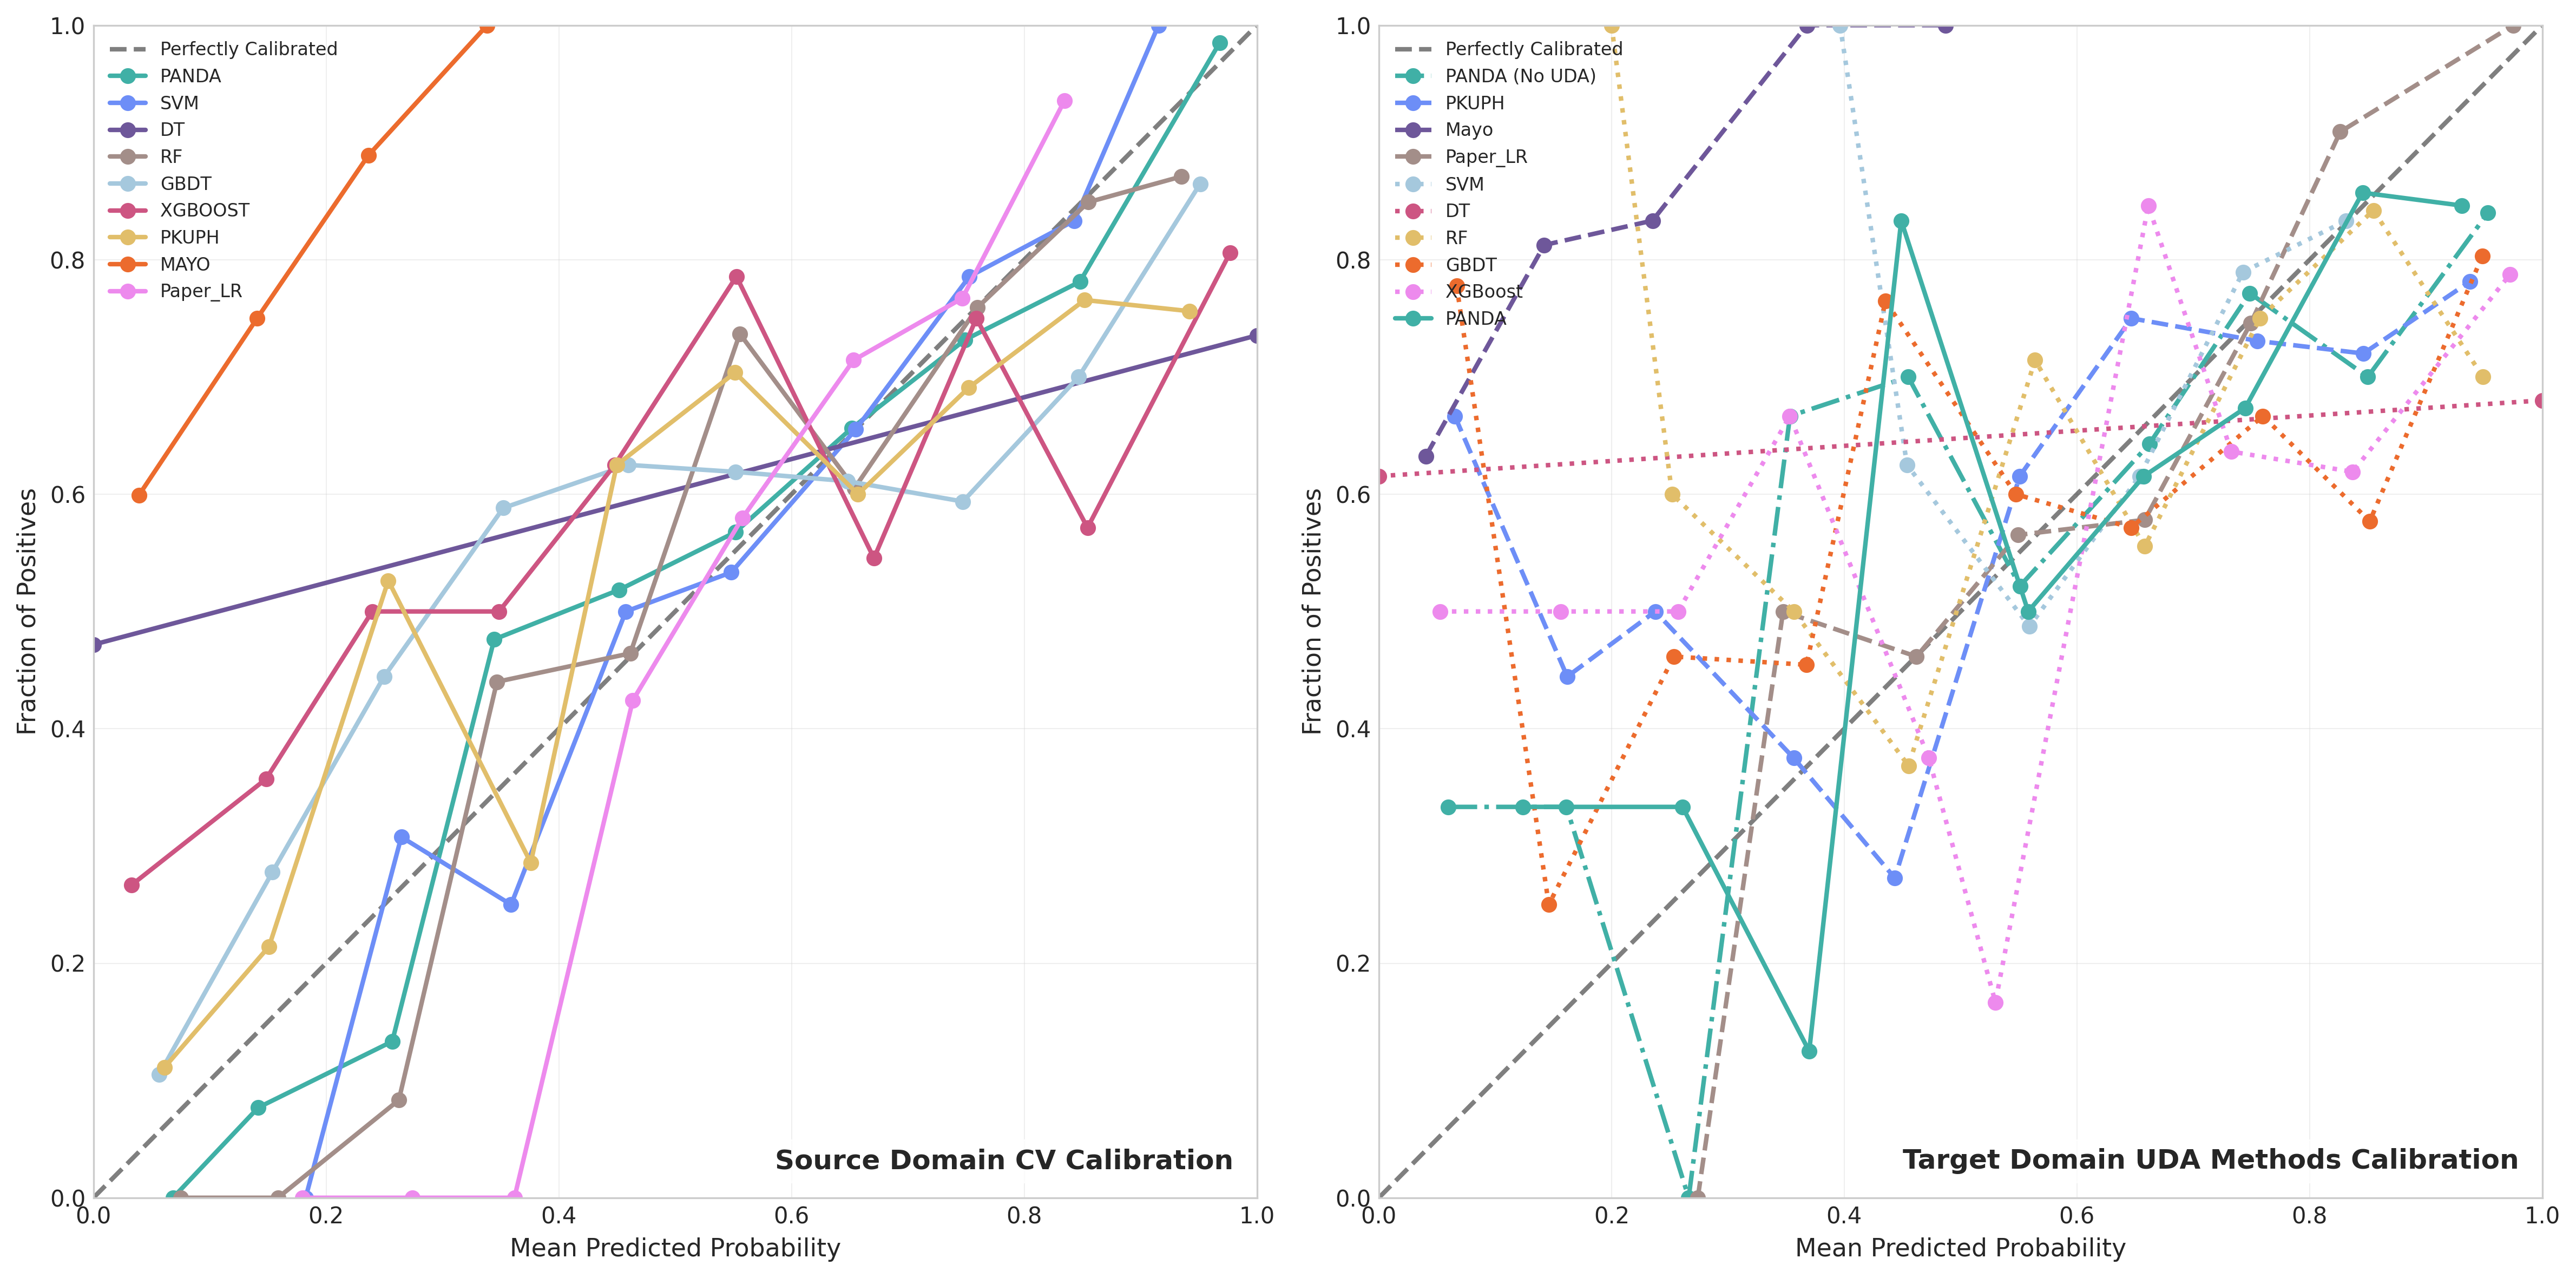 1.0
0.8
0.6
0.4
0.2
0.0
Fraction of Positives
Perfectly Calibrated
PANDA
SVM
DT
RF
GBDT
XGBOOST
PKUPH
MAYO
Paper_LR
Source Domain CV Calibration
0.0 0.2 0.4 0.6 0.8 1.0
Mean Predicted Probability
1.0
0.8
0.6
0.4
0.2
0.0
Fraction of Positives
Perfectly Calibrated
PANDA (No UDA)
PKUPH
Mayo
Paper_LR
SVM
DT
RF
GBDT
XGBoost
PANDA
Target Domain UDA Methods Calibration
0.0 0.2 0.4 0.6 0.8 1.0
Mean Predicted Probability